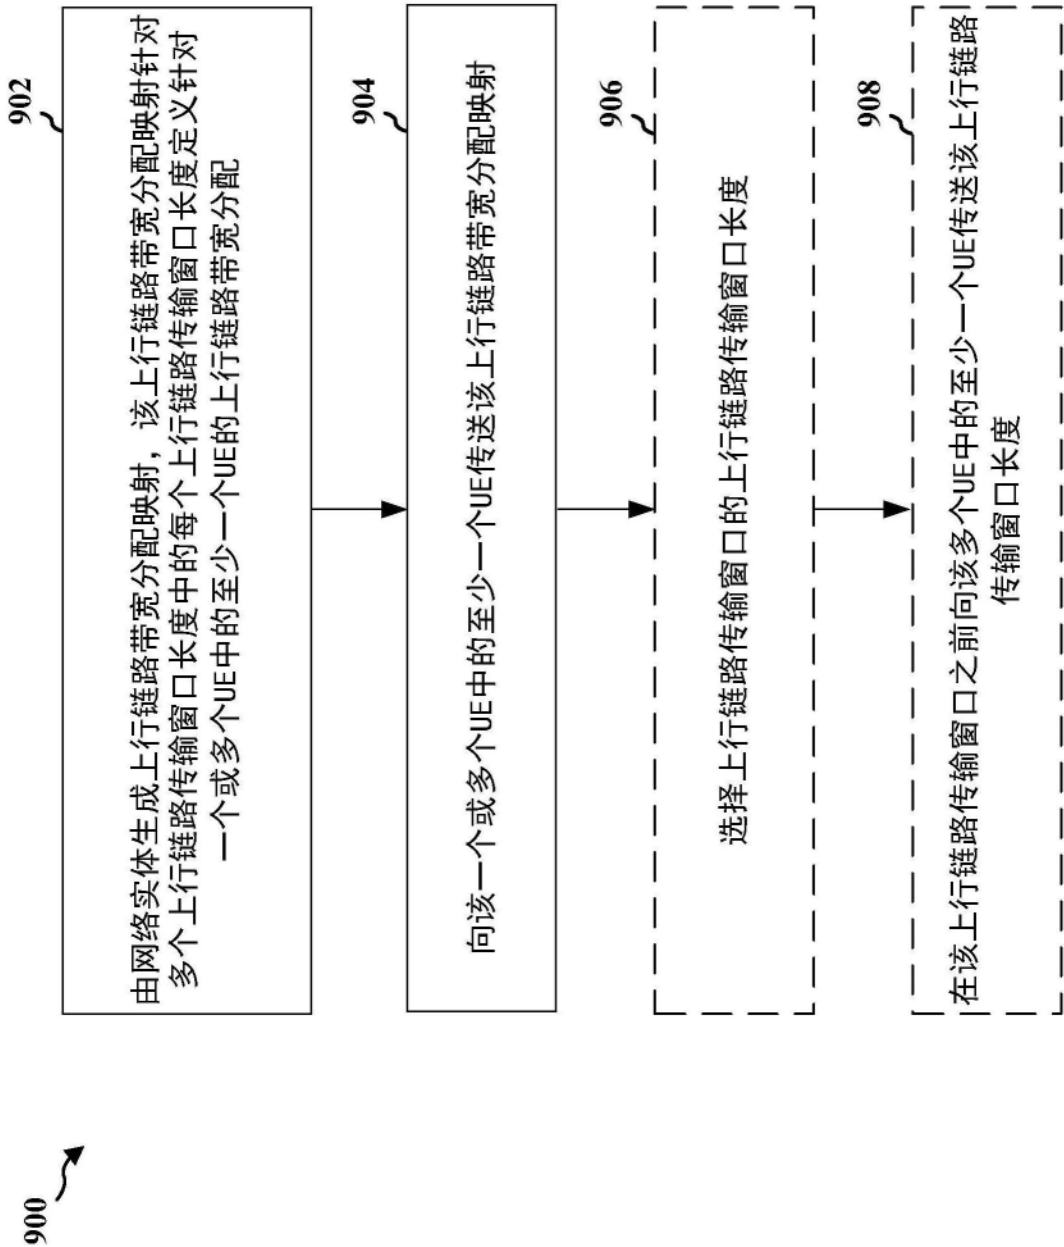 900
902
由网络实体生成上行链路带宽分配映射，该上行链路带宽分配映射针对
多个上行链路传输窗口长度中的每个上行链路传输窗口长度定义针对
一个或多个UE中的至少一个UE的上行链路带宽分配
904
向该一个或多个UE中的至少一个UE传送该上行链路带宽分配映射
906
选择上行链路传输窗口的上行链路传输窗口长度
908
在该上行链路传输窗口之前向该多个UE中的至少一个UE传送该上行链路
传输窗口长度